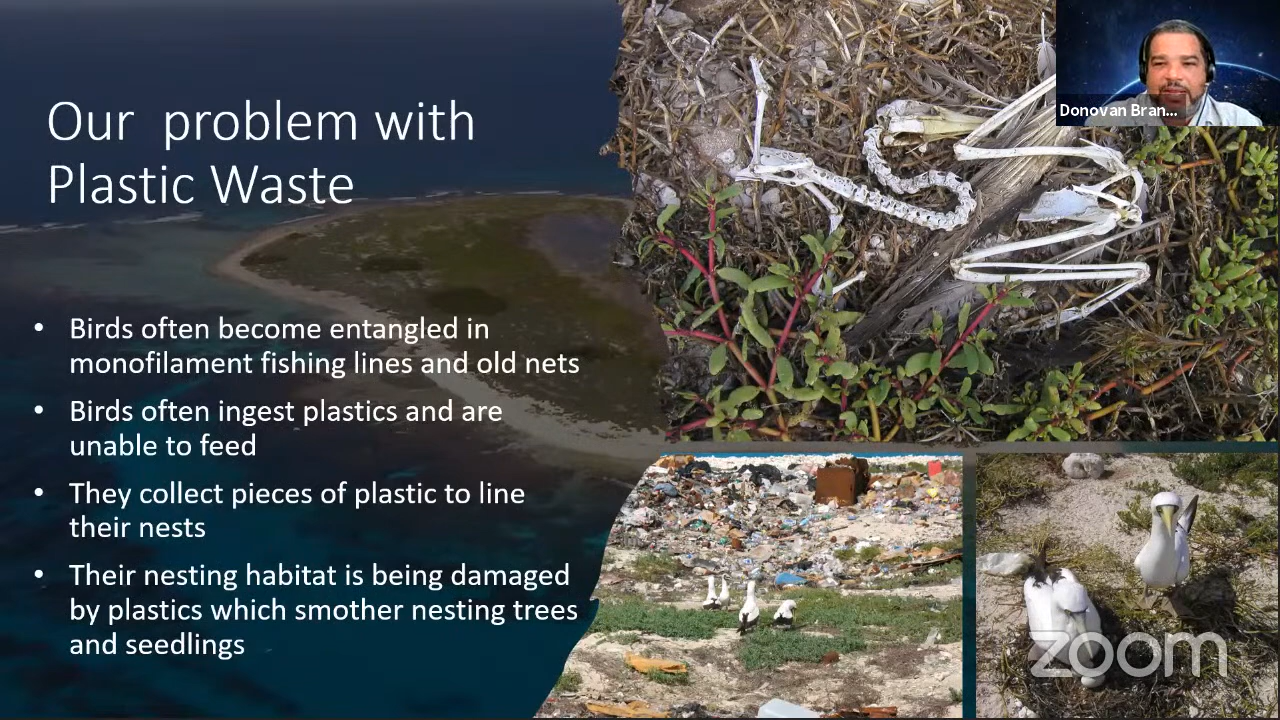 Donovan Bran...
Our problem with
Plastic Waste
• Birds often become entangled in
monofilament fishing lines and old nets
• Birds often ingest plastics and are
unable to feed
• They collect pieces of plastic to line
their nests
• Their nesting habitat is being damaged
by plastics which smother nesting trees
and seedlings
zoom